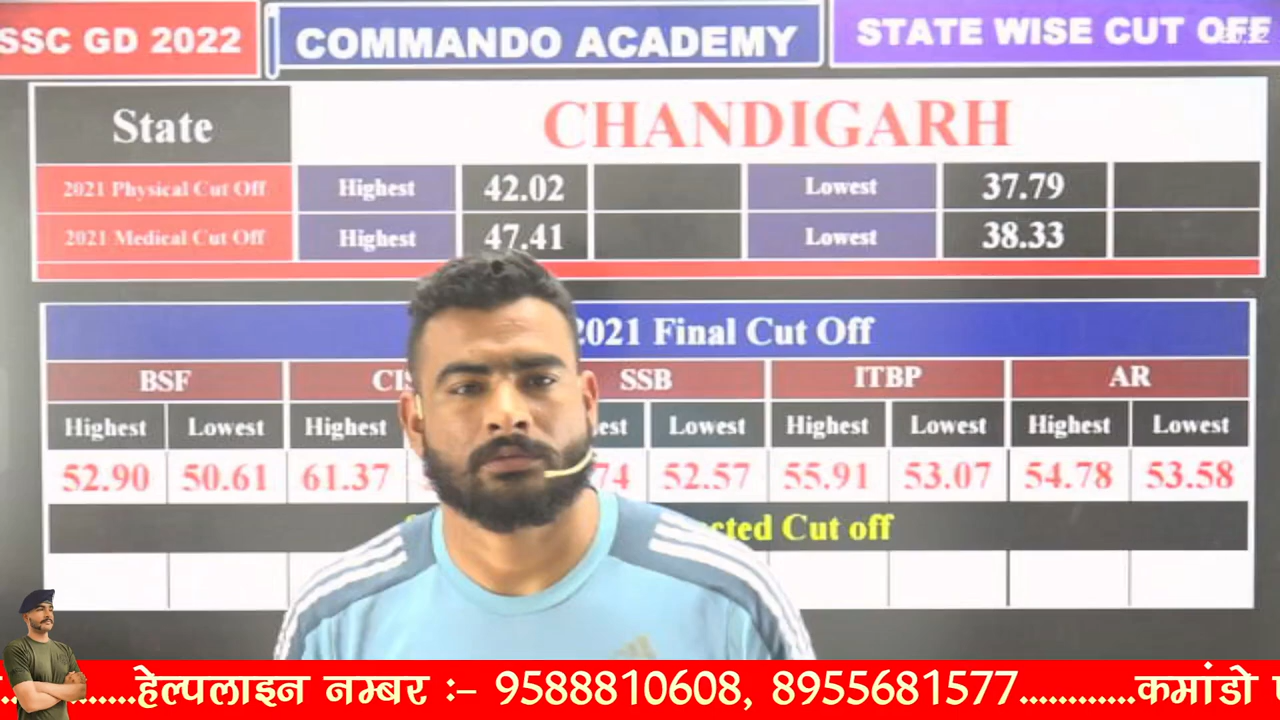 SSC GD 2022 COMMANDO ACADEMY STATE WISE CUT OFF
State CHANDIGARH
2021 Physical Cut Off Highest 42.02 Lowest 37.79
2021 Medical Cut Off Highest 47.41 Lowest 38.33
2021 Final Cut Off
BSF SSB ITBP AR
Highest Lowest Highest Lowest Highest Lowest Highest Lowest
52.90 50.61 61.37 52.57 55.91 53.07 54.78 53.58
Cut off
हेल्पलाइन नम्बर :- 9588810608, 8955681577............कमांडो